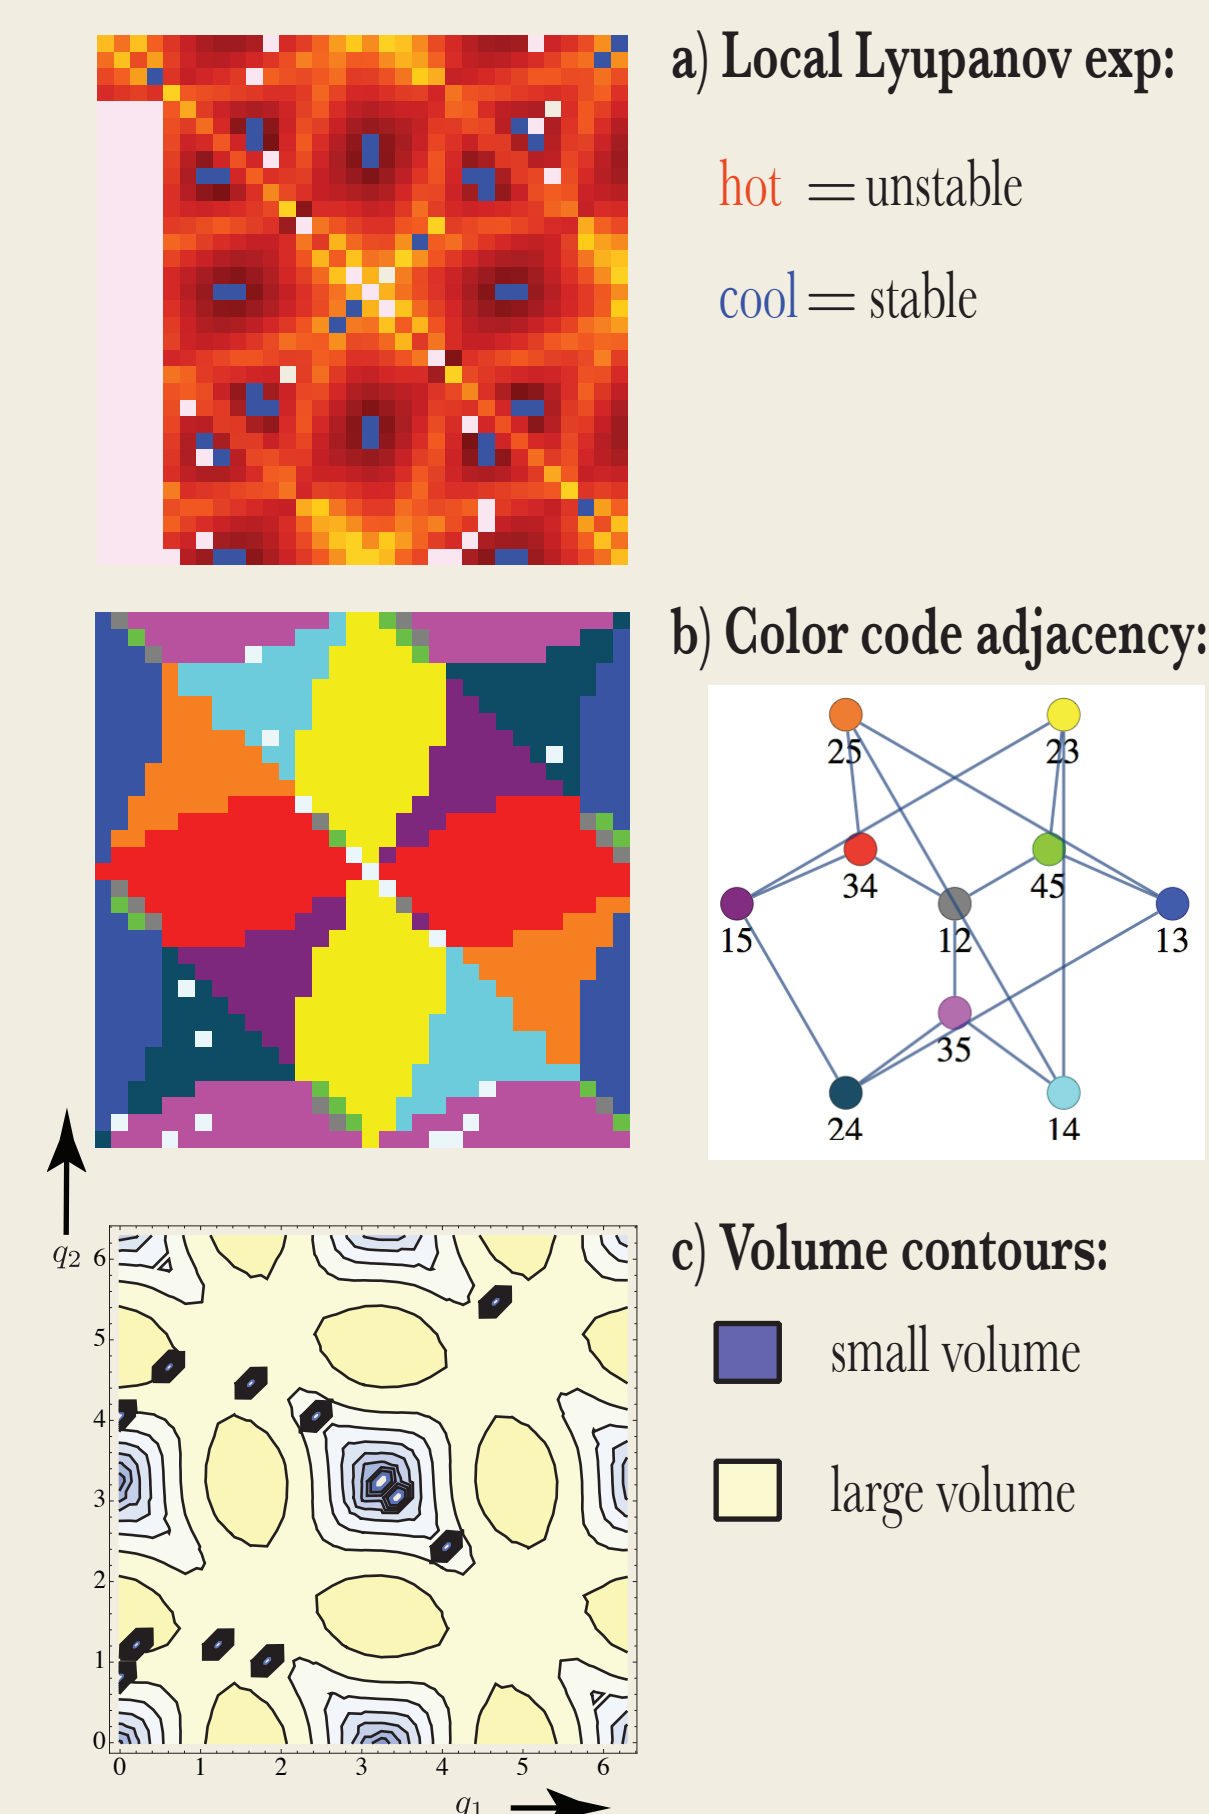 a) Local Lyupanov exp:
hot = unstable
cool = stable
b) Color code adjacency:
25 23
34 45
15 12 13
35
24 14
c) Volume contours:
q2 6
5
small volume
4
large volume
3
2
1
0
0 1 2 3 4 5 6
q1